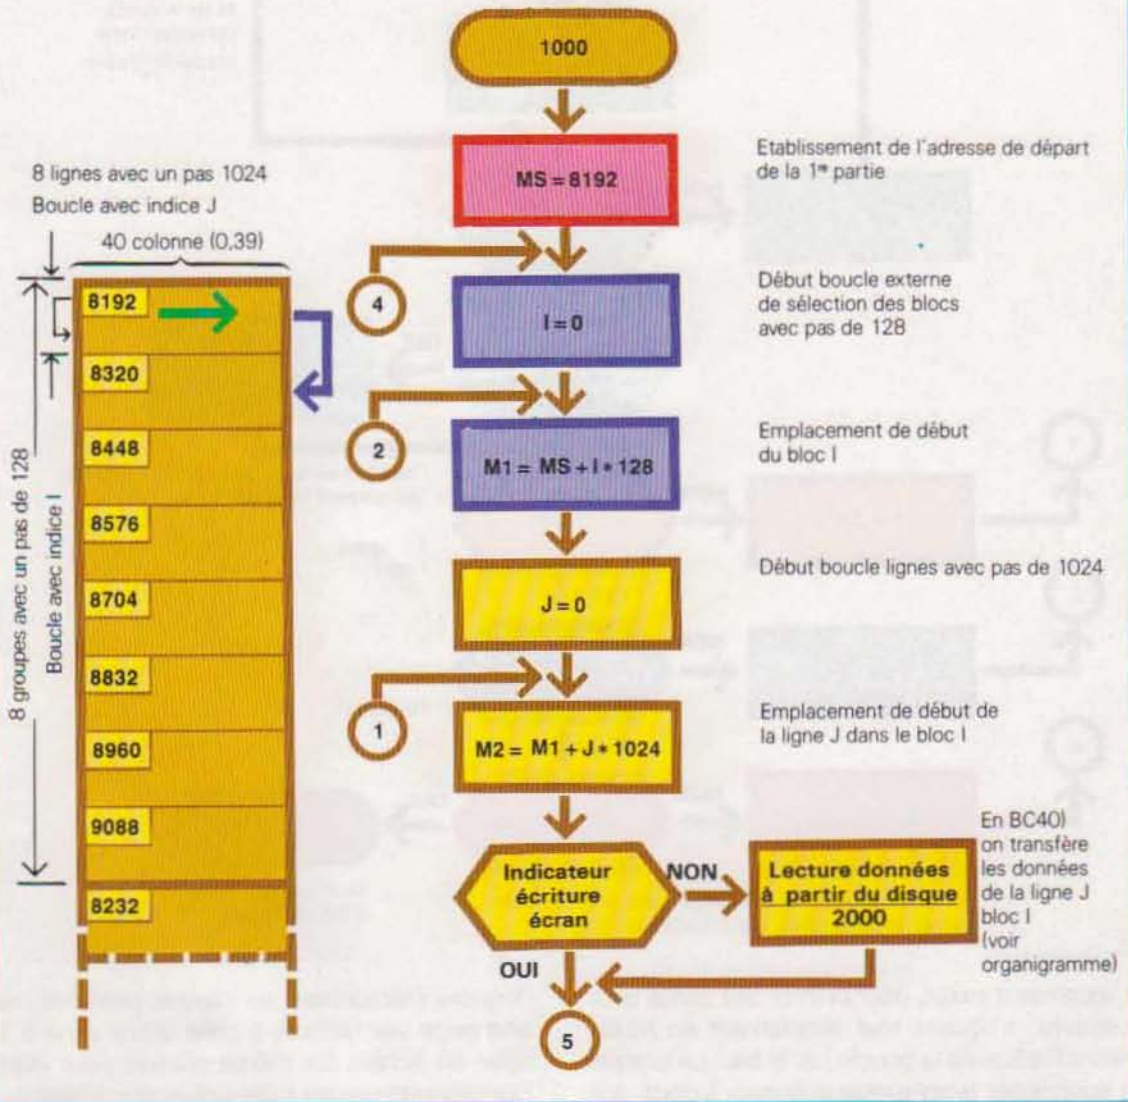 1000
MS = 8192
Etablissement de l'adresse de départ
de la 1re partie
8 lignes avec un pas 1024
Boucle avec indice J
40 colonne (0,39)
4
I = 0
Début boucle externe
de sélection des blocs
avec pas de 128
8192
8320
8448
8576
8704
8832
8960
9088
8232
8 groupes avec un pas de 128
Boucle avec indice I
2
M1 = MS + I * 128
Emplacement de début
du bloc I
J = 0
Début boucle lignes avec pas de 1024
1
M2 = M1 + J * 1024
Emplacement de début de
la ligne J dans le bloc I
Indicateur
écriture
écran
NON
OUI
Lecture données
à partir du disque
2000
En BC40)
on transfère
les données
de la ligne J
bloc I
(voir
organigramme)
5